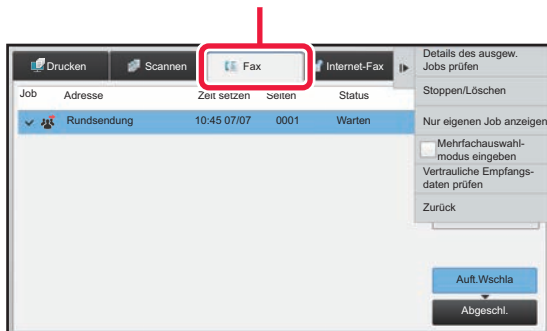 Drucken
Scannen
Fax
Internet-Fax
Job Adresse Zeit setzen Seiten Status
Rundsendung 10:45 07/07 0001 Warten
Details des ausgew.
Jobs prüfen
Stoppen/Löschen
Nur eigenen Job anzeigen
Mehrfachauswahl-
modus eingeben
Vertrauliche Empfangs-
daten prüfen
Zurück
Auft.Wschla
Abgeschl.